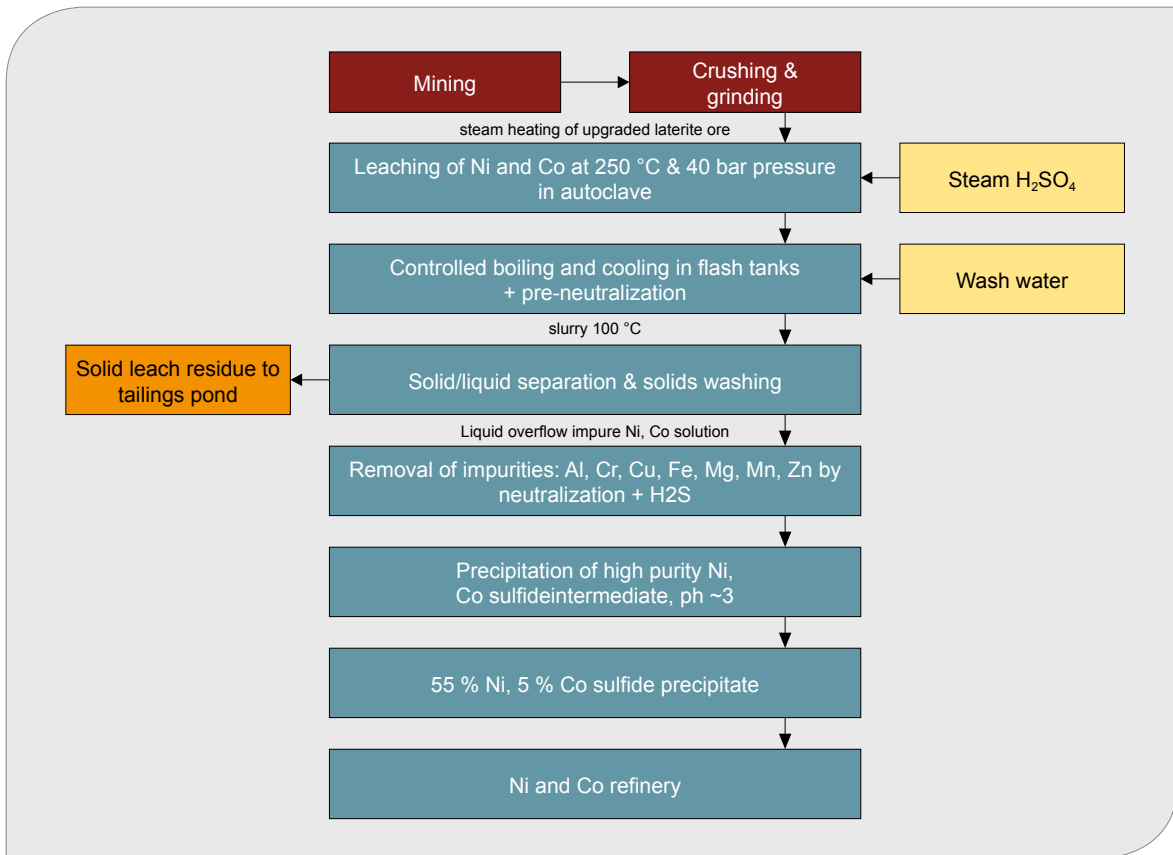 Mining
Crushing &
grinding
steam heating of upgraded laterite ore
Leaching of Ni and Co at 250 °C & 40 bar pressure
in autoclave
Steam H₂SO₄
Controlled boiling and cooling in flash tanks
+ pre-neutralization
Wash water
slurry 100 °C
Solid leach residue to
tailings pond
Solid/liquid separation & solids washing
Liquid overflow impure Ni, Co solution
Removal of impurities: Al, Cr, Cu, Fe, Mg, Mn, Zn by
neutralization + H2S
Precipitation of high purity Ni,
Co sulfideintermediate, ph ~3
55 % Ni, 5 % Co sulfide precipitate
Ni and Co refinery